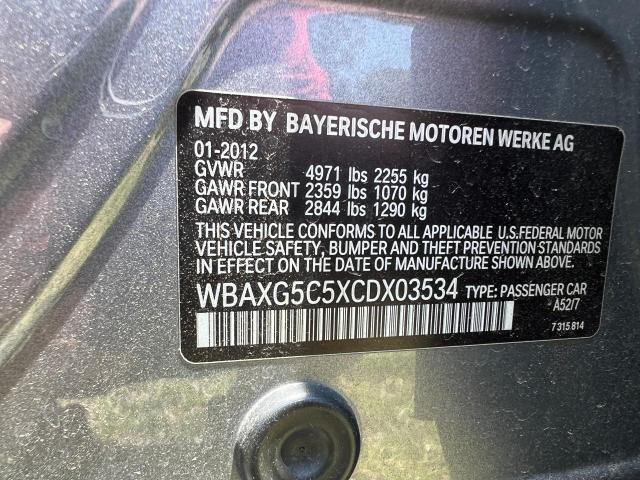 MFD BY BAYERISCHE MOTOREN WERKE AG
01-2012
GVWR 4971 lbs 2255 kg
GAWR FRONT 2359 lbs 1070 kg
GAWR REAR 2844 lbs 1290 kg
THIS VEHICLE CONFORMS TO ALL APPLICABLE U.S.FEDERAL MOTOR
VEHICLE SAFETY, BUMPER AND THEFT PREVENTION STANDARDS
IN EFFECT ON THE DATE OF MANUFACTURE SHOWN ABOVE.
WBAXG5C5XCDX03534 TYPE: PASSENGER CAR
A52/7
7 315 814